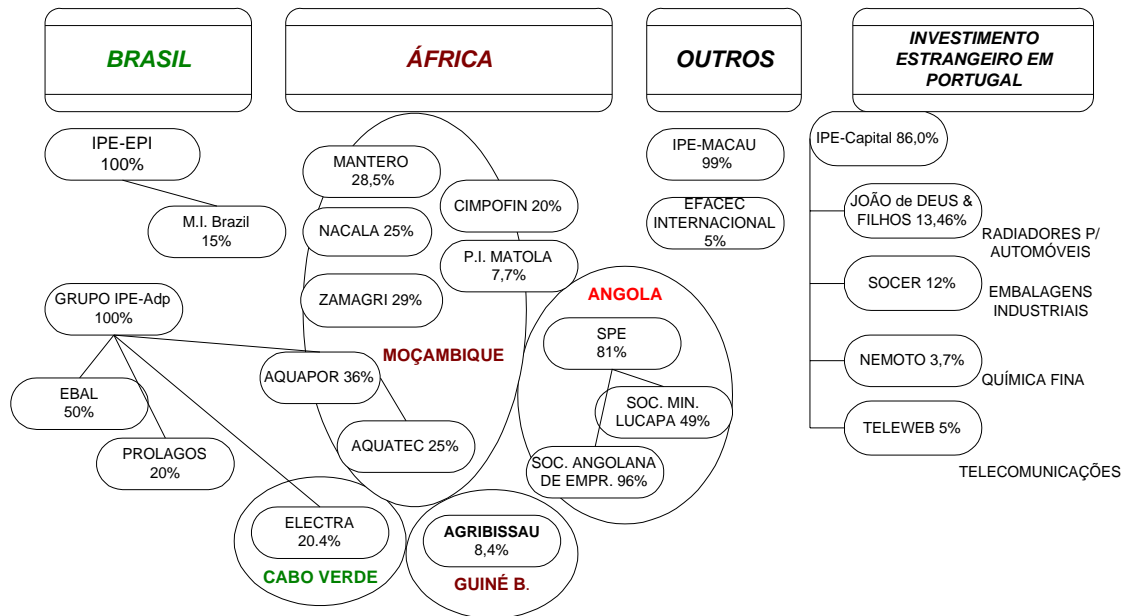 BRASIL
ÁFRICA
OUTROS
INVESTIMENTO
ESTRANGEIRO EM
PORTUGAL
IPE-EPI
100%
M.I. Brazil
15%
GRUPO IPE-Adp
100%
EBAL
50%
PROLAGOS
20%
MANTERO
28,5%
CIMPOFIN 20%
NACALA 25%
P.I. MATOLA
7,7%
ZAMAGRI 29%
MOÇAMBIQUE
AQUAPOR 36%
AQUATEC 25%
ANGOLA
SPE
81%
SOC. MIN.
LUCAPA 49%
SOC. ANGOLANA
DE EMPR. 96%
ELECTRA
20.4%
CABO VERDE
AGRIBISSAU
8,4%
GUINÉ B.
IPE-MACAU
99%
EFACEC
INTERNACIONAL
5%
IPE-Capital 86,0%
JOÃO de DEUS &
FILHOS 13,46%
RADIADORES P/
AUTOMÓVEIS
SOCER 12%
EMBALAGENS
INDUSTRIAIS
NEMOTO 3,7%
QUÍMICA FINA
TELEWEB 5%
TELECOMUNICAÇÕES